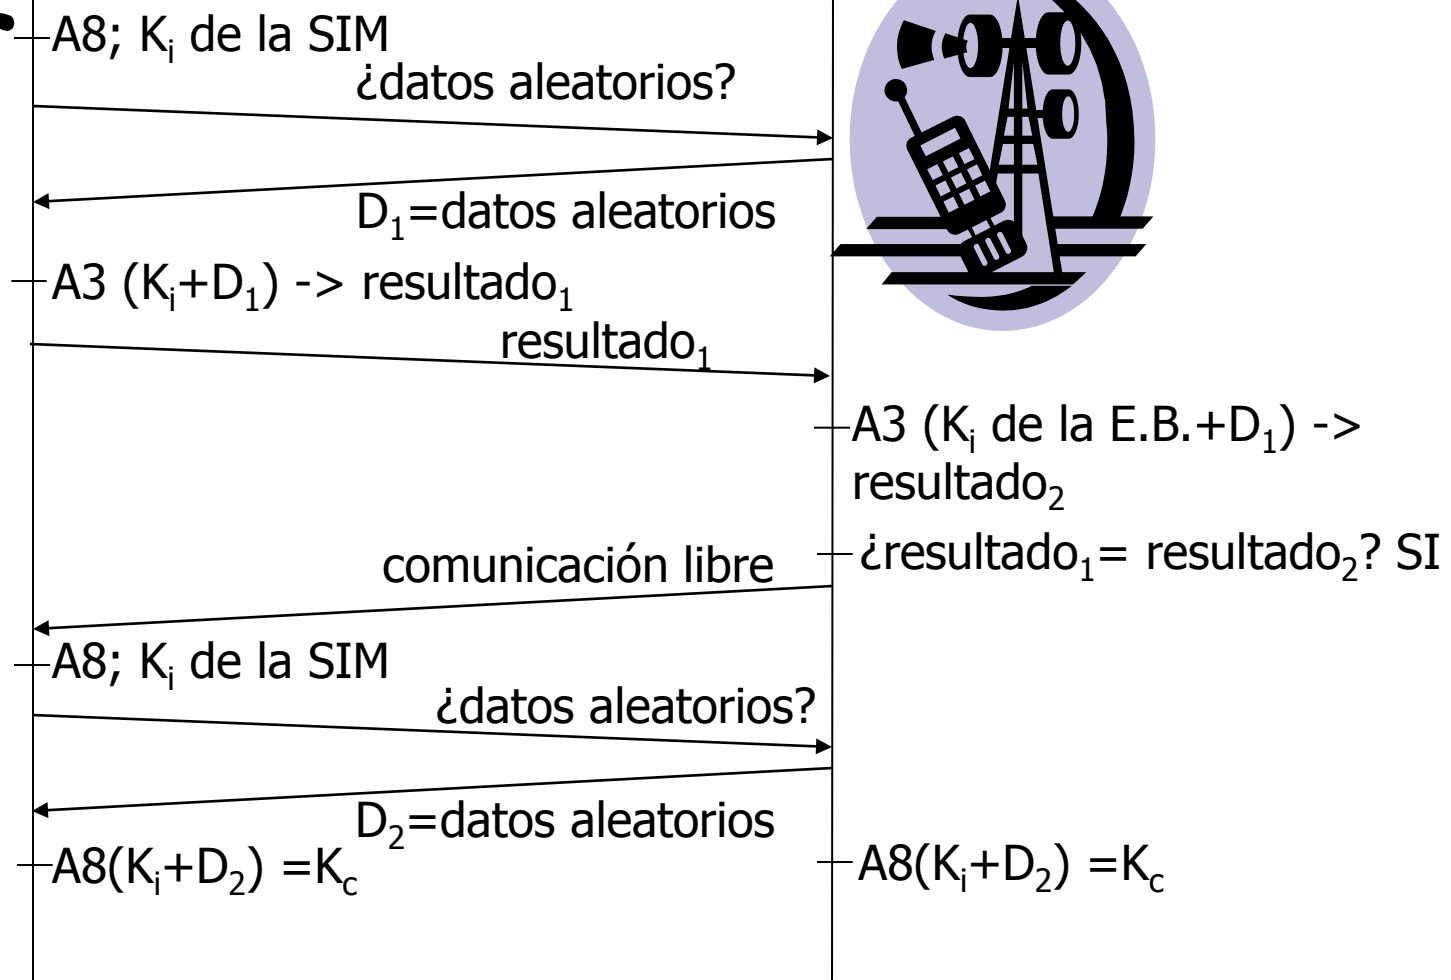 A8; Kᵢ de la SIM
¿datos aleatorios?
D₁=datos aleatorios
A3 (Kᵢ+D₁) -> resultado₁
resultado₁
A3 (Kᵢ de la E.B.+D₁) ->
resultado₂
¿resultado₁= resultado₂? SI
comunicación libre
A8; Kᵢ de la SIM
¿datos aleatorios?
D₂=datos aleatorios
A8(Kᵢ+D₂) =K_c
A8(Kᵢ+D₂) =K_c